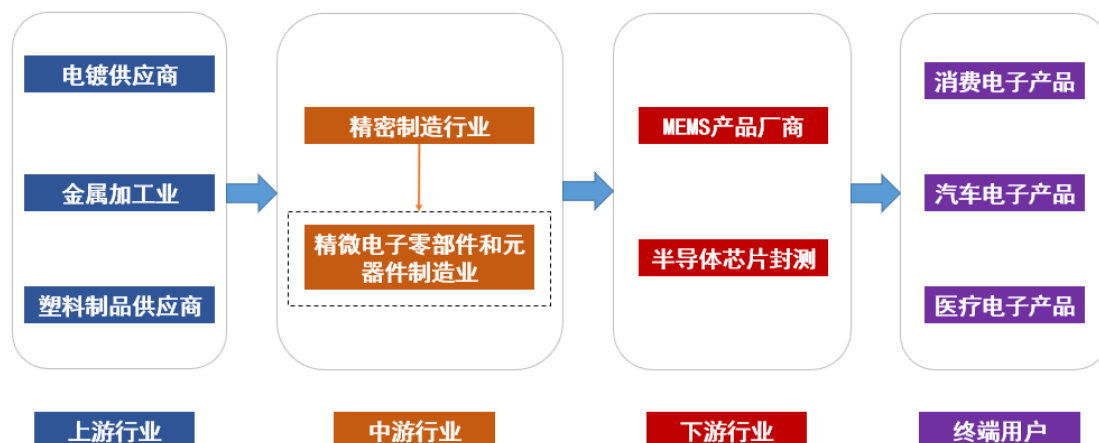 电镀供应商
金属加工业
塑料制品供应商
上游行业
精密制造行业
精微电子零部件和元
器件制造业
中游行业
MEMS产品厂商
半导体芯片封测
下游行业
消费电子产品
汽车电子产品
医疗电子产品
终端用户